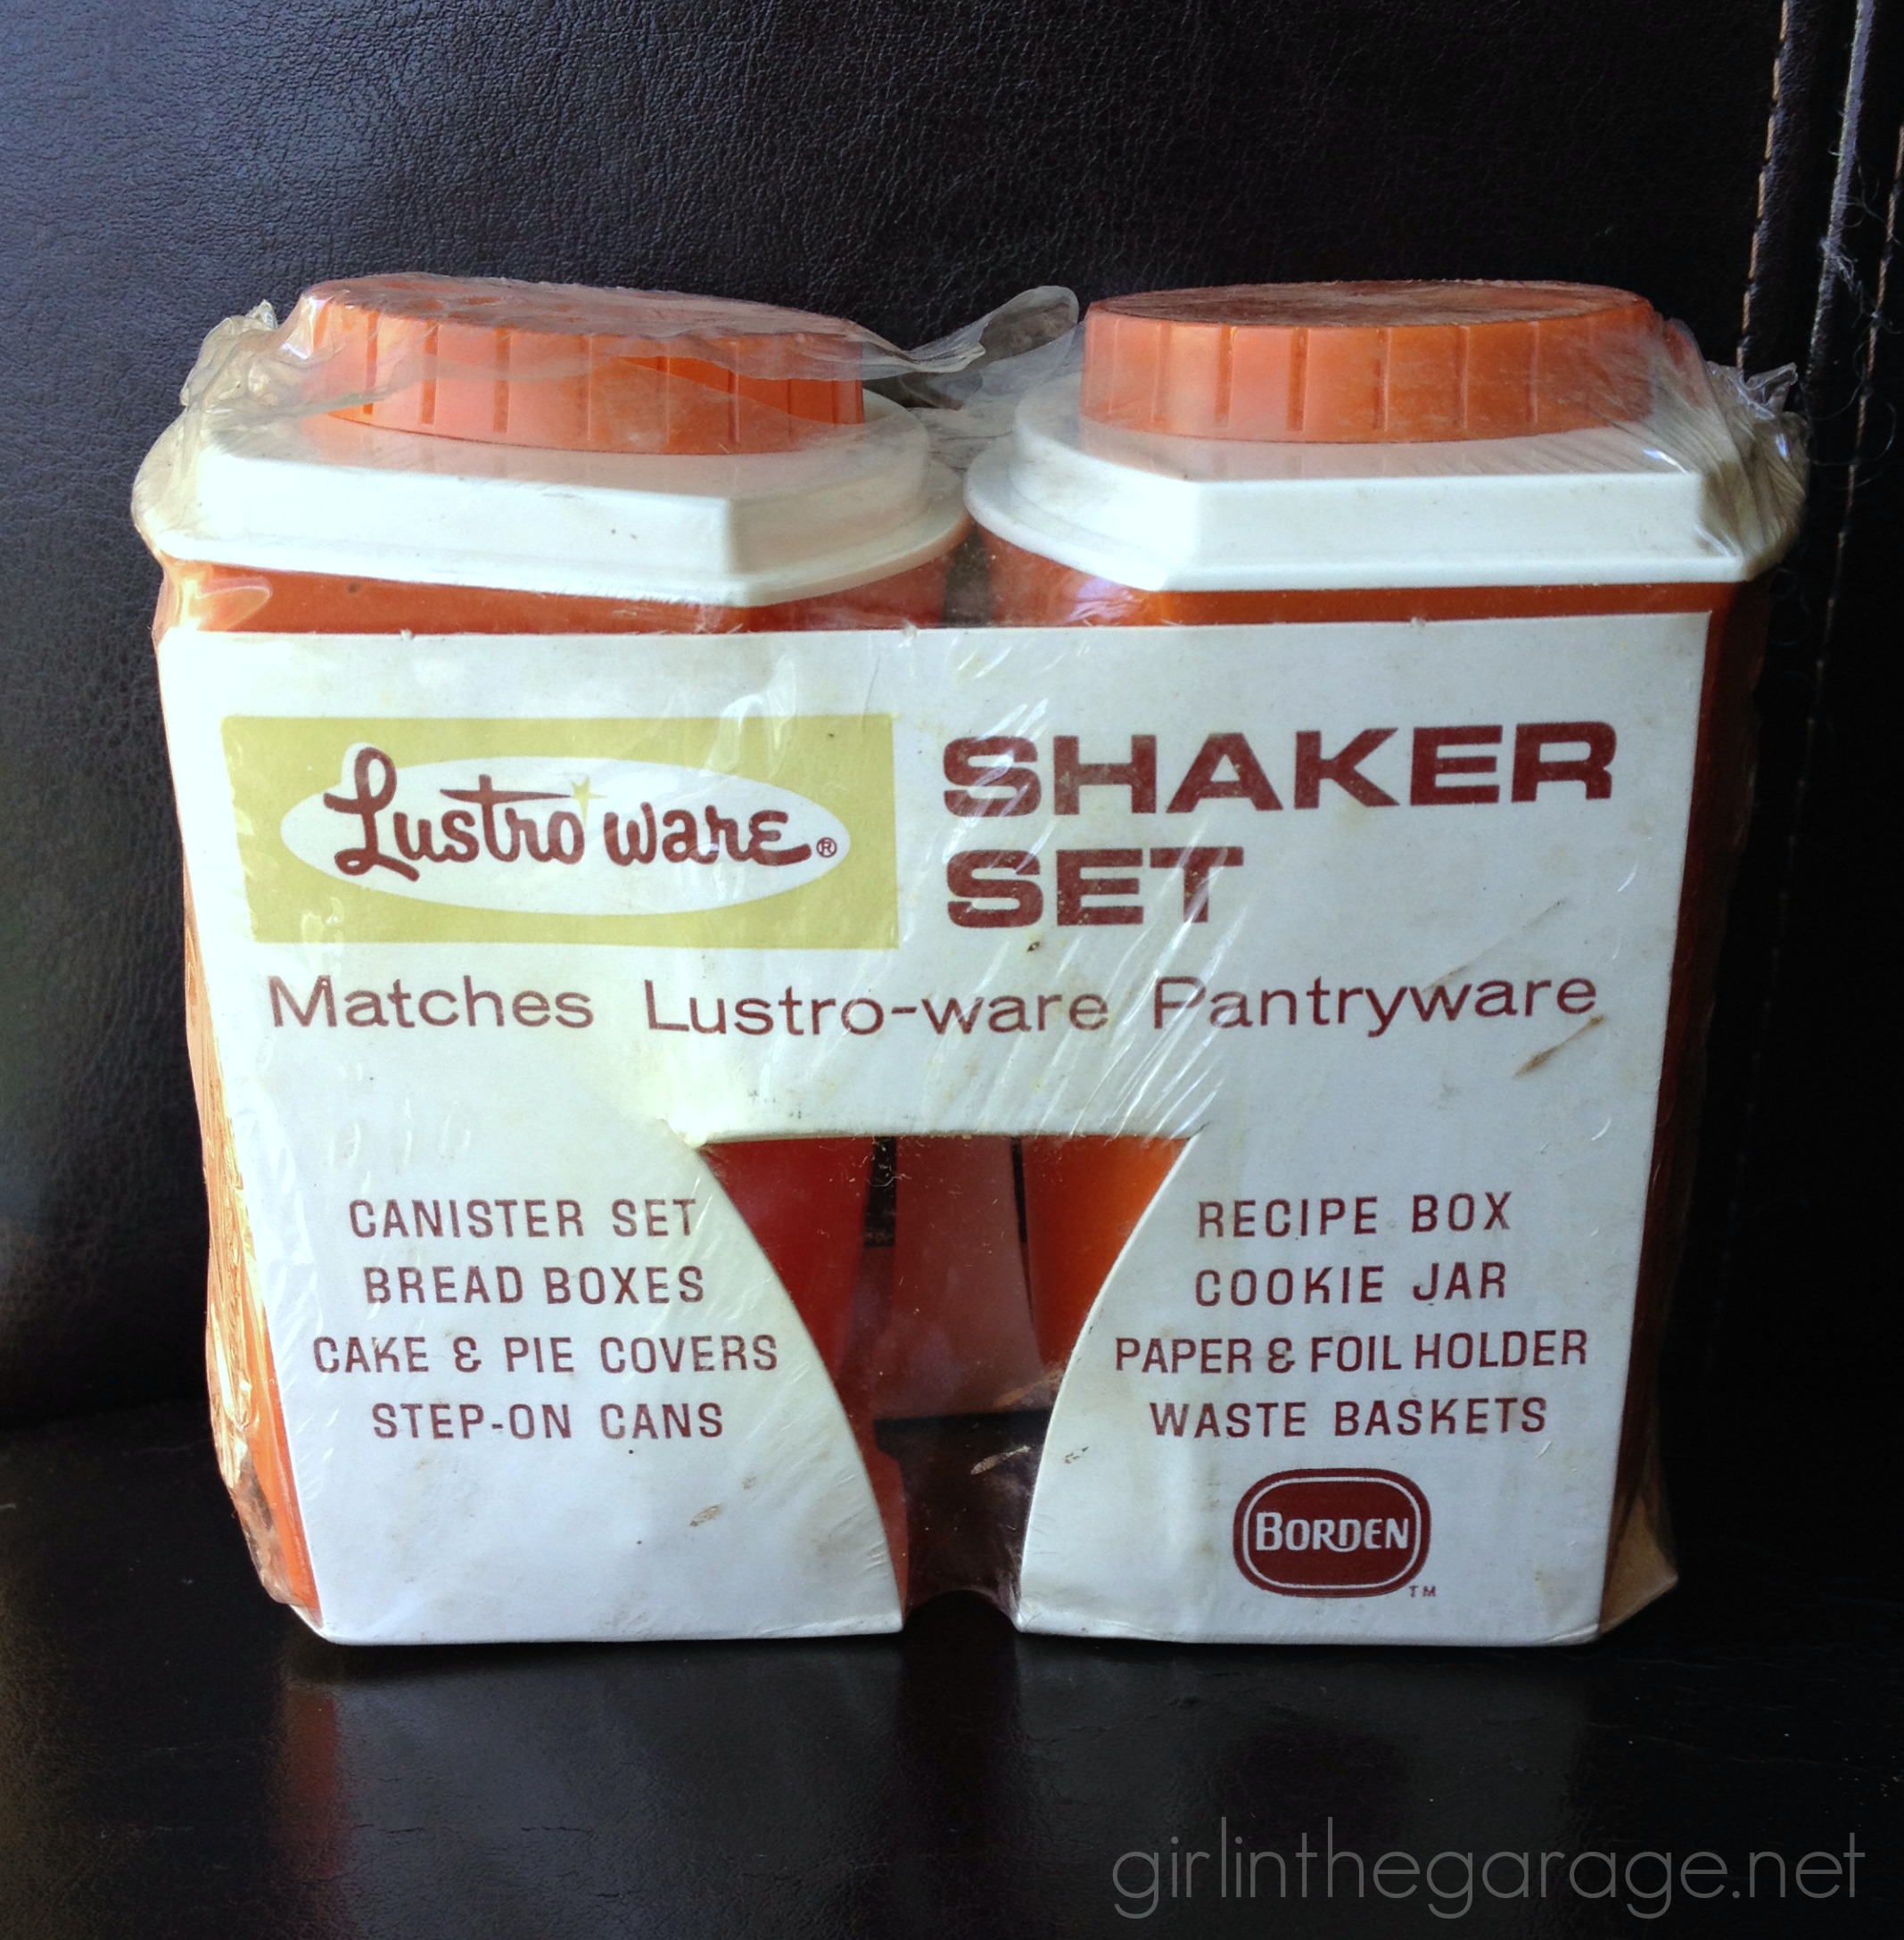 Lustro ware®
SHAKER
SET
Matches Lustro-ware Pantryware
CANISTER SET
BREAD BOXES
CAKE & PIE COVERS
STEP-ON CANS
RECIPE BOX
COOKIE JAR
PAPER & FOIL HOLDER
WASTE BASKETS
BORDEN
TM
girlinthegarage.net